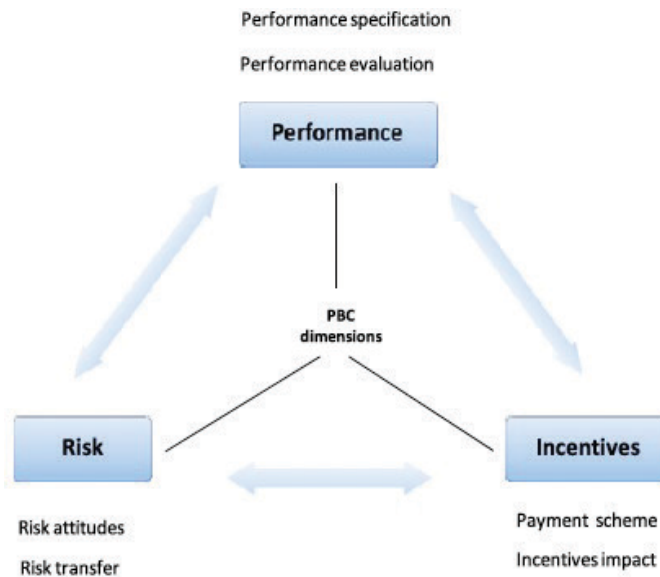 Performance specification
Performance evaluation
Performance
PBC
dimensions
Risk
Incentives
Risk attitudes
Risk transfer
Payment scheme
Incentives impact